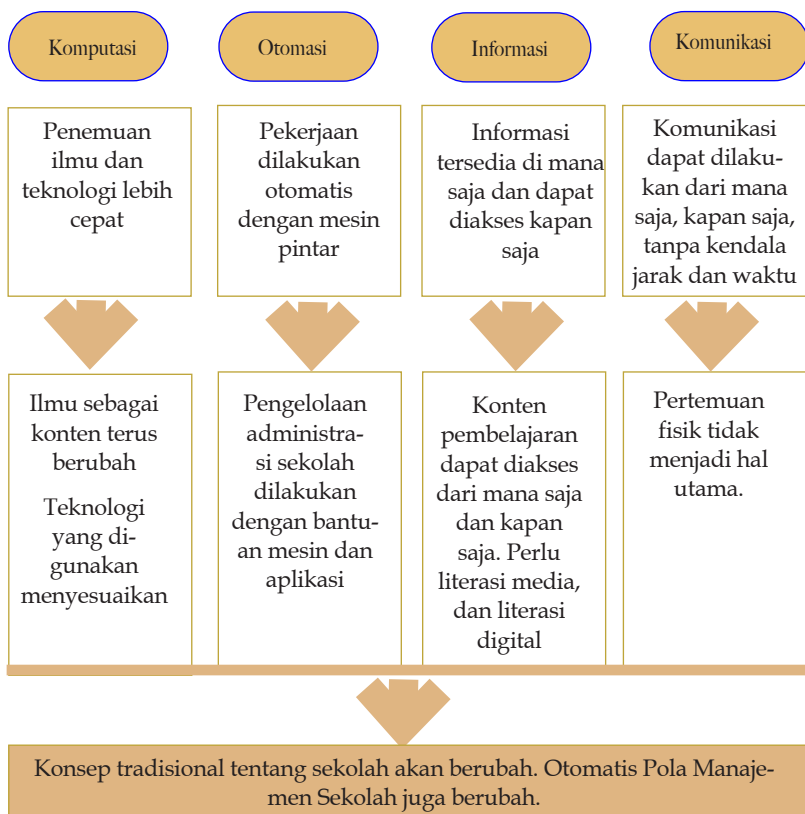 Komputasi
Otomasi
Informasi
Komunikasi
Penemuan
ilmu dan
teknologi lebih
cepat
Pekerjaan
dilakukan
otomatis
dengan mesin
pintar
Informasi
tersedia di mana
saja dan dapat
diakses kapan
saja
Komunikasi
dapat dilaku-
kan dari mana
saja, kapan saja,
tanpa kendala
jarak dan waktu
Ilmu sebagai
konten terus
berubah
Teknologi
yang di-
gunakan
menyesuaikan
Pengelolaan
administra-
si sekolah
dilakukan
dengan bantu-
an mesin dan
aplikasi
Konten
pembelajaran
dapat diakses
dari mana saja
dan kapan
saja. Perlu
literasi media,
dan literasi
digital
Pertemuan
fisik tidak
menjadi hal
utama.
Konsep tradisional tentang sekolah akan berubah. Otomatis Pola Manaje-
men Sekolah juga berubah.